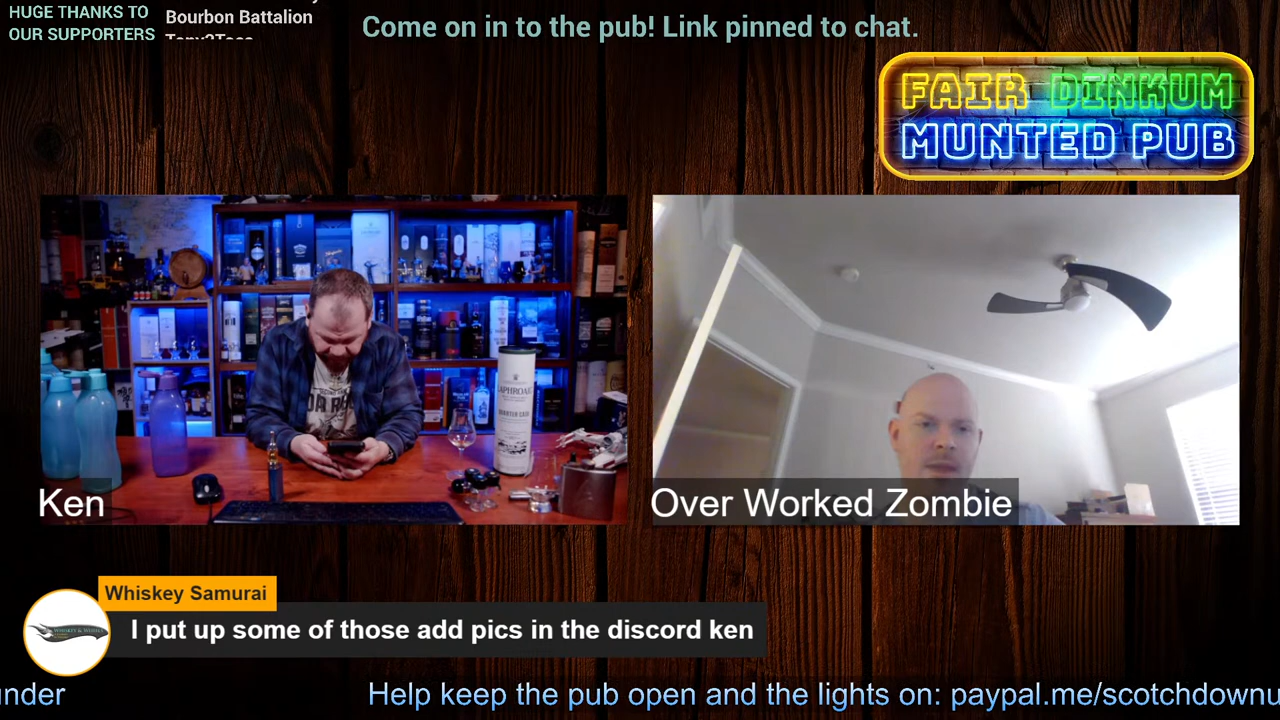 HUGE THANKS TO
OUR SUPPORTERS
Bourbon Battalion
Come on in to the pub! Link pinned to chat.
FAIR DINKUM
MUNTED PUB
QUARTER CASK
Ken
Over Worked Zombie
Whiskey Samurai
I put up some of those add pics in the discord ken
under
Help keep the pub open and the lights on: paypal.me/scotchdownu